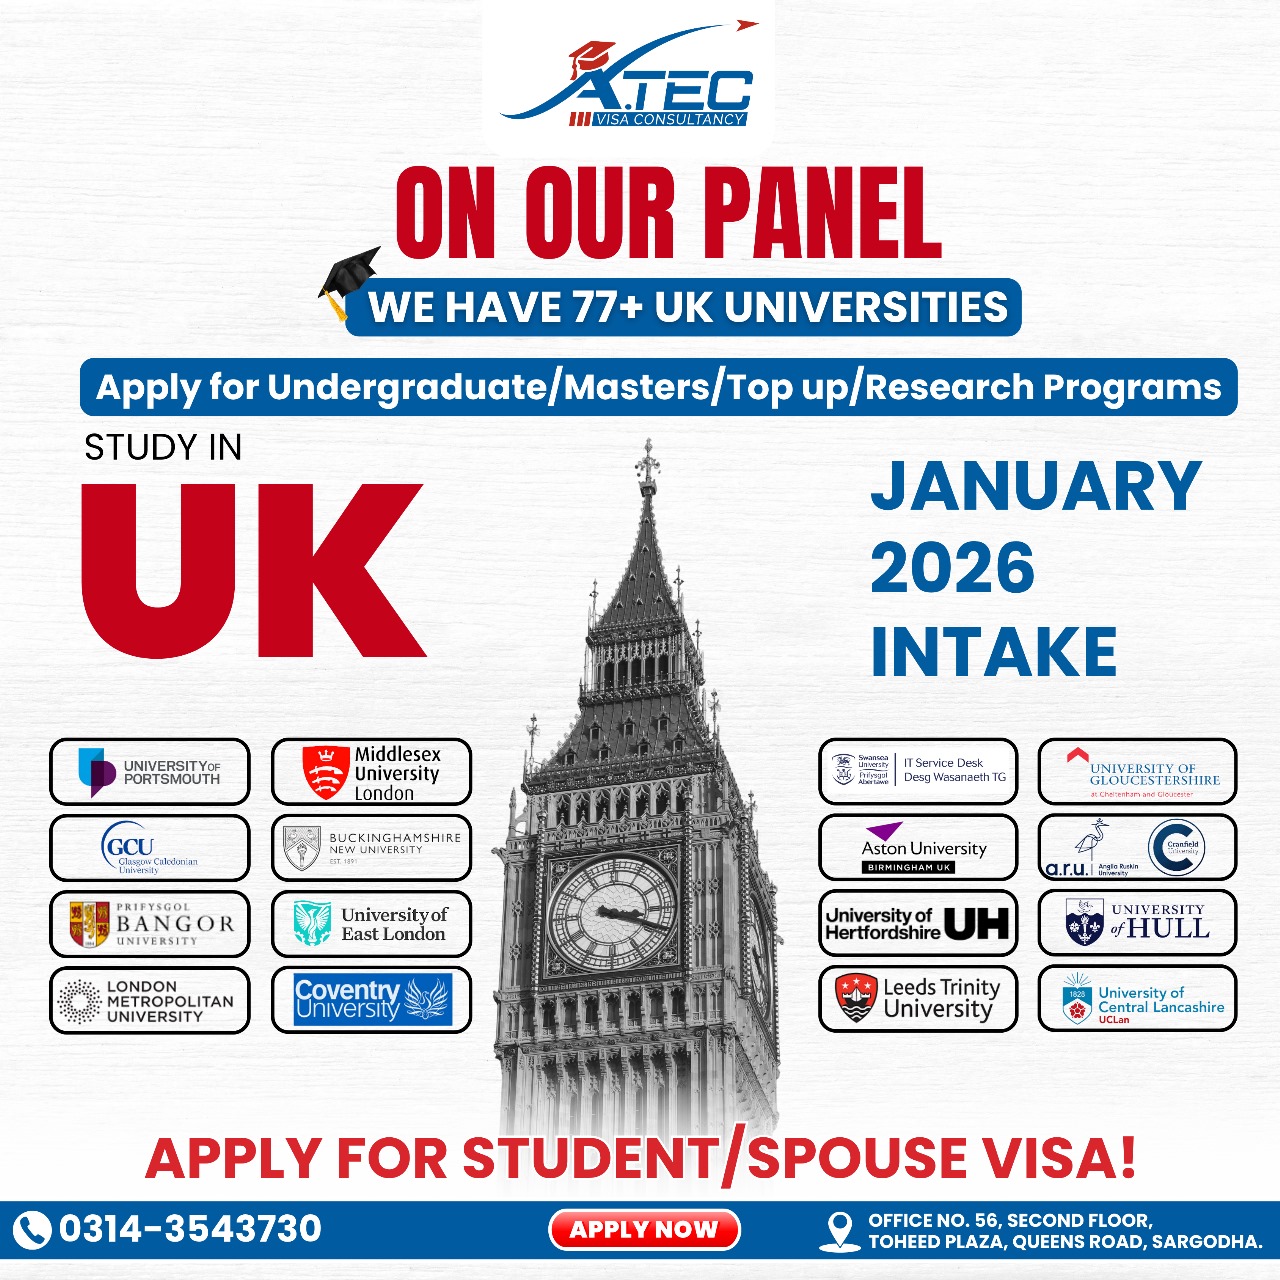 A.TEC
VISA CONSULTANCY
ON OUR PANEL
WE HAVE 77+ UK UNIVERSITIES
Apply for Undergraduate/Masters/Top up/Research Programs
STUDY IN
UK
JANUARY
2026
INTAKE
UNIVERSITY OF
PORTSMOUTH
Middlesex
University
London
GCU
Glasgow Caledonian
University
BUCKINGHAMSHIRE
NEW UNIVERSITY
EST. 1891
PRIFYSGOL
BANGOR
UNIVERSITY
University of
East London
LONDON
METROPOLITAN
UNIVERSITY
Coventry
University
Swansea
University
Prifysgol
Abertawe
IT Service Desk
Desg Wasanaeth TG
UNIVERSITY OF
GLOUCESTERSHIRE
at Cheltenham and Gloucester
Aston University
BIRMINGHAM UK
a.r.u.
Anglia Ruskin
University
Cranfield
University
University of
Hertfordshire
UH
UNIVERSITY
of HULL
Leeds Trinity
University
1828
University of
Central Lancashire
UCLan
APPLY FOR STUDENT/SPOUSE VISA!
0314-3543730
APPLY NOW
OFFICE NO. 56, SECOND FLOOR,
TOHEED PLAZA, QUEENS ROAD, SARGODHA.